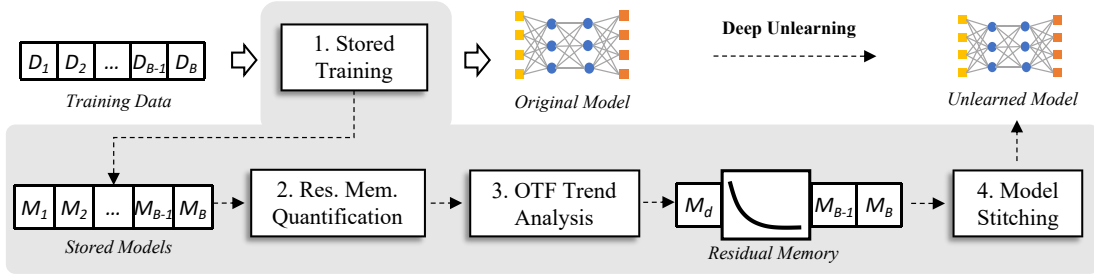 D1 D2 ... DB-1 DB
Training Data
1. Stored
Training
Original Model
Deep Unlearning
Unlearned Model
M1 M2 ... MB-1 MB
Stored Models
2. Res. Mem.
Quantification
3. OTF Trend
Analysis
Md MB-1 MB
Residual Memory
4. Model
Stitching